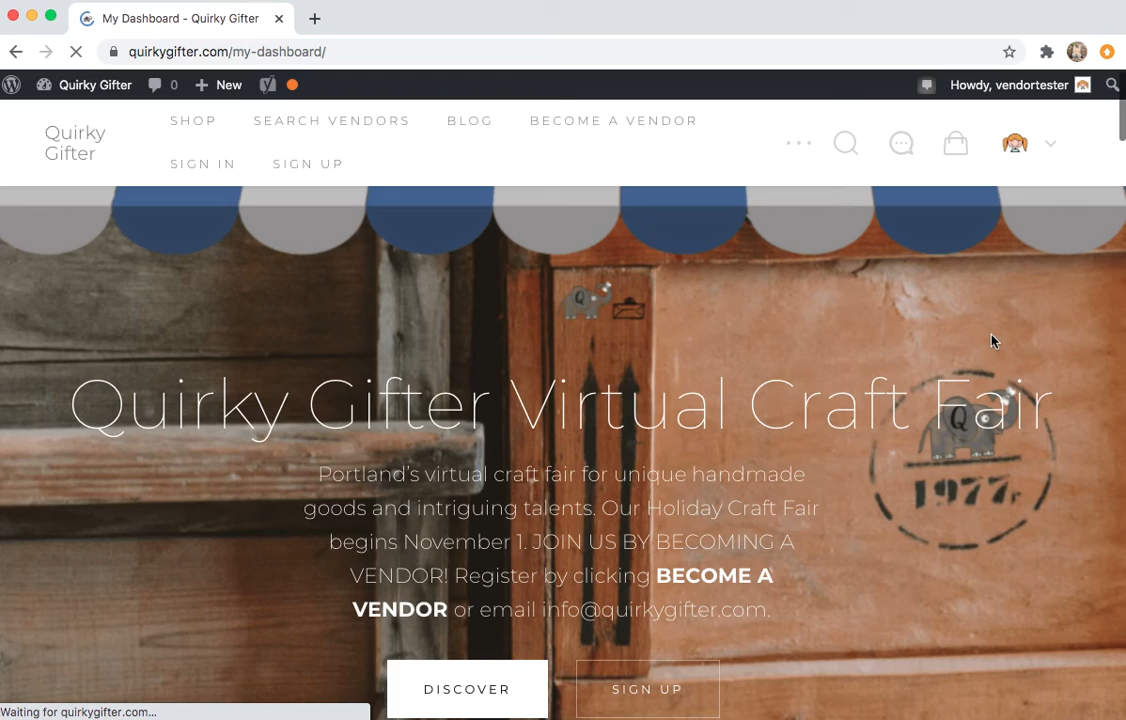 My Dashboard - Quirky Gifter
quirkygifter.com/my-dashboard/
Quirky Gifter 0 New Howdy, vendortester
Quirky
Gifter
SHOP SEARCH VENDORS BLOG BECOME A VENDOR
SIGN IN SIGN UP
Q
Quirky Gifter Virtual Craft Fair
Q
1977
Portland's virtual craft fair for unique handmade
goods and intriguing talents. Our Holiday Craft Fair
begins November 1. JOIN US BY BECOMING A
VENDOR! Register by clicking BECOME A
VENDOR or email info@quirkygifter.com.
DISCOVER SIGN UP
Waiting for quirkygifter.com...